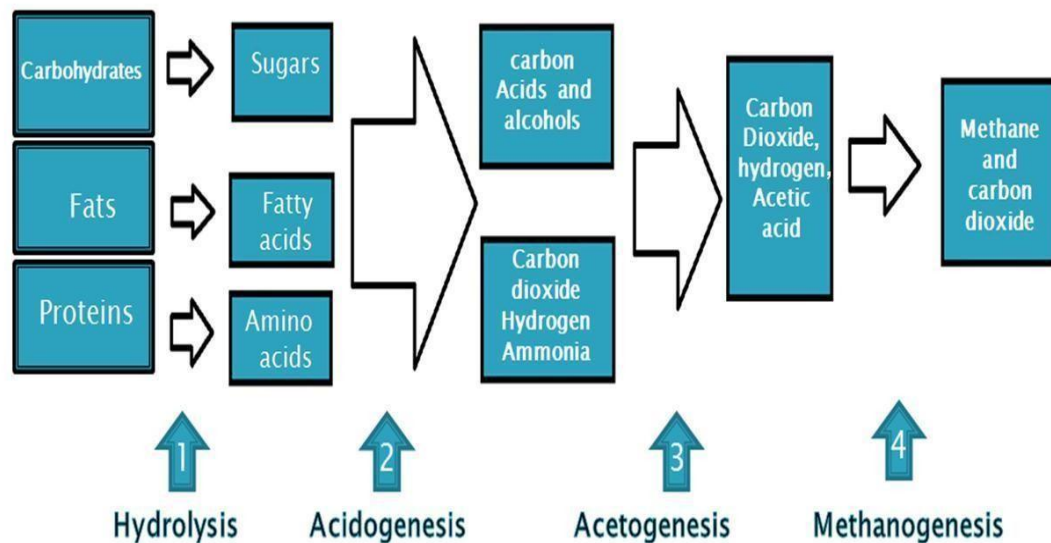 Carbohydrates
Sugars
Fats
Fatty
acids
Proteins
Amino
acids
carbon
Acids and
alcohols
Carbon
dioxide
Hydrogen
Ammonia
Carbon
Dioxide,
hydrogen,
Acetic
acid
Methane
and
carbon
dioxide
1
2
3
4
Hydrolysis
Acidogenesis
Acetogenesis
Methanogenesis